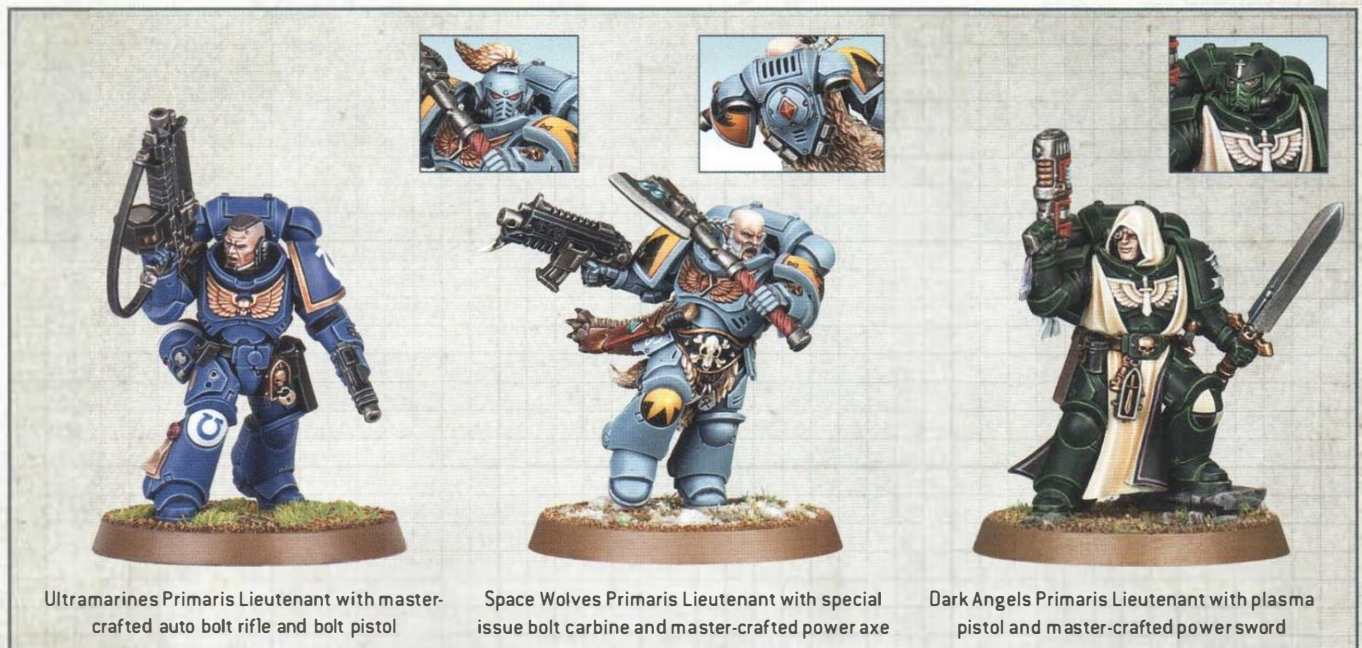 Ultramarines Primaris Lieutenant with master-
crafted auto bolt rifle and bolt pistol
Space Wolves Primaris Lieutenant with special
issue bolt carbine and master-crafted power axe
Dark Angels Primaris Lieutenant with plasma
pistol and master-crafted power sword